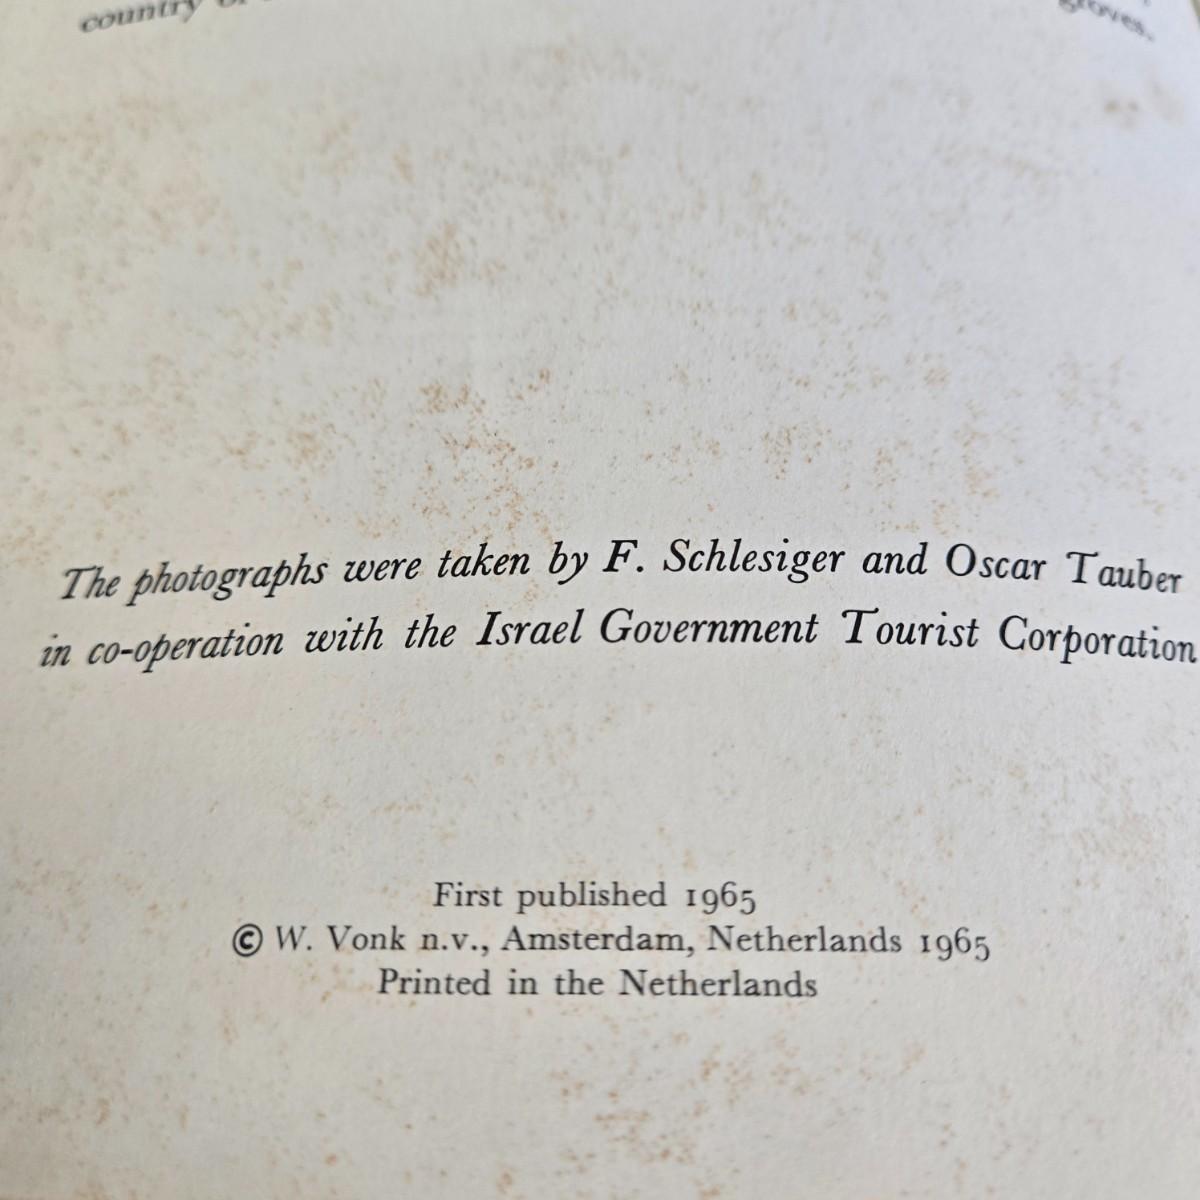 country
groves.
The photographs were taken by F. Schlesiger and Oscar Tauber
in co-operation with the Israel Government Tourist Corporation
First published 1965
© W. Vonk n.v., Amsterdam, Netherlands 1965
Printed in the Netherlands